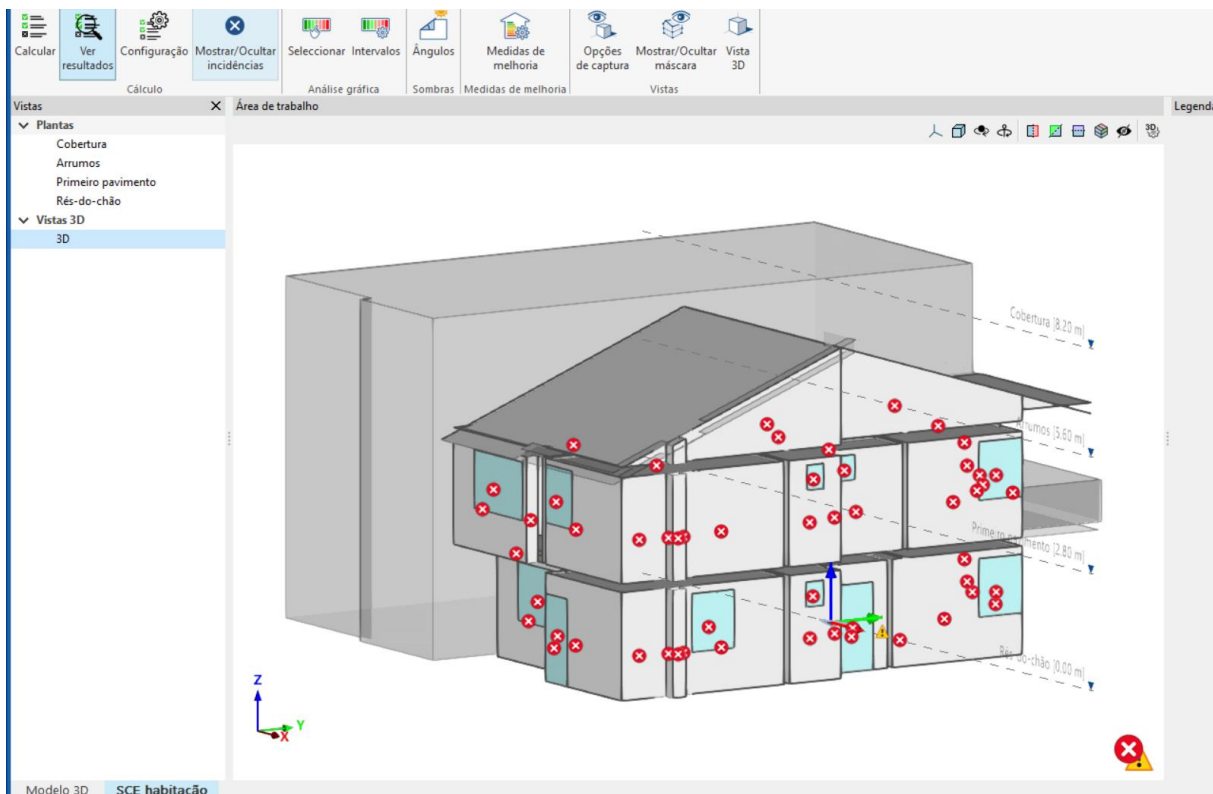 Calcular
Ver resultados
Configuração
Mostrar/Ocultar incidências
Seleccionar
Intervalos
Ângulos
Medidas de melhoria
Opções de captura
Mostrar/Ocultar máscara
Vista 3D
Cálculo
Análise gráfica
Sombras
Medidas de melhoria
Vistas
Vistas
Área de trabalho
Legenda
Plantas
Cobertura
Arrumos
Primeiro pavimento
Rés-do-chão
Vistas 3D
3D
3D
Cobertura [8.20 m]
Arrumos [5.60 m]
Primeiro pavimento [2.80 m]
Rés-do-chão [0.00 m]
Z
Y
X
Modelo 3D
SCE habitação